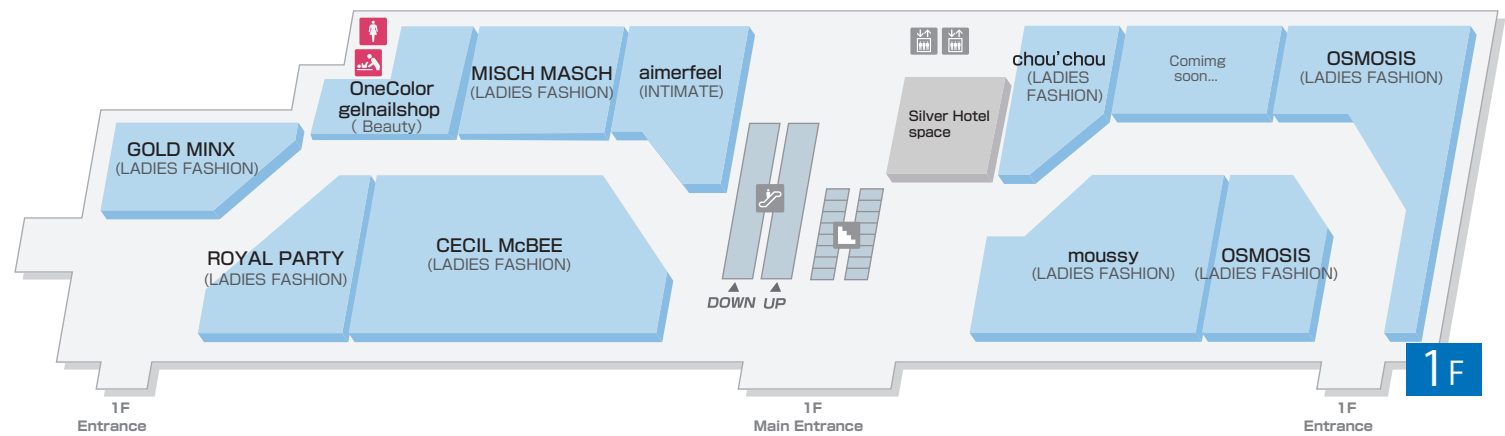 OneColor
gelnailshop
( Beauty)
MISCH MASCH
(LADIES FASHION)
aimerfeel
(INTIMATE)
chou'chou
(LADIES
FASHION)
Comimg
soon...
OSMOSIS
(LADIES FASHION)
Silver Hotel
space
GOLD MINX
(LADIES FASHION)
ROYAL PARTY
(LADIES FASHION)
CECIL McBEE
(LADIES FASHION)
moussy
(LADIES FASHION)
OSMOSIS
(LADIES FASHION)
DOWN UP
1F
1F
Entrance
1F
Main Entrance
1F
Entrance